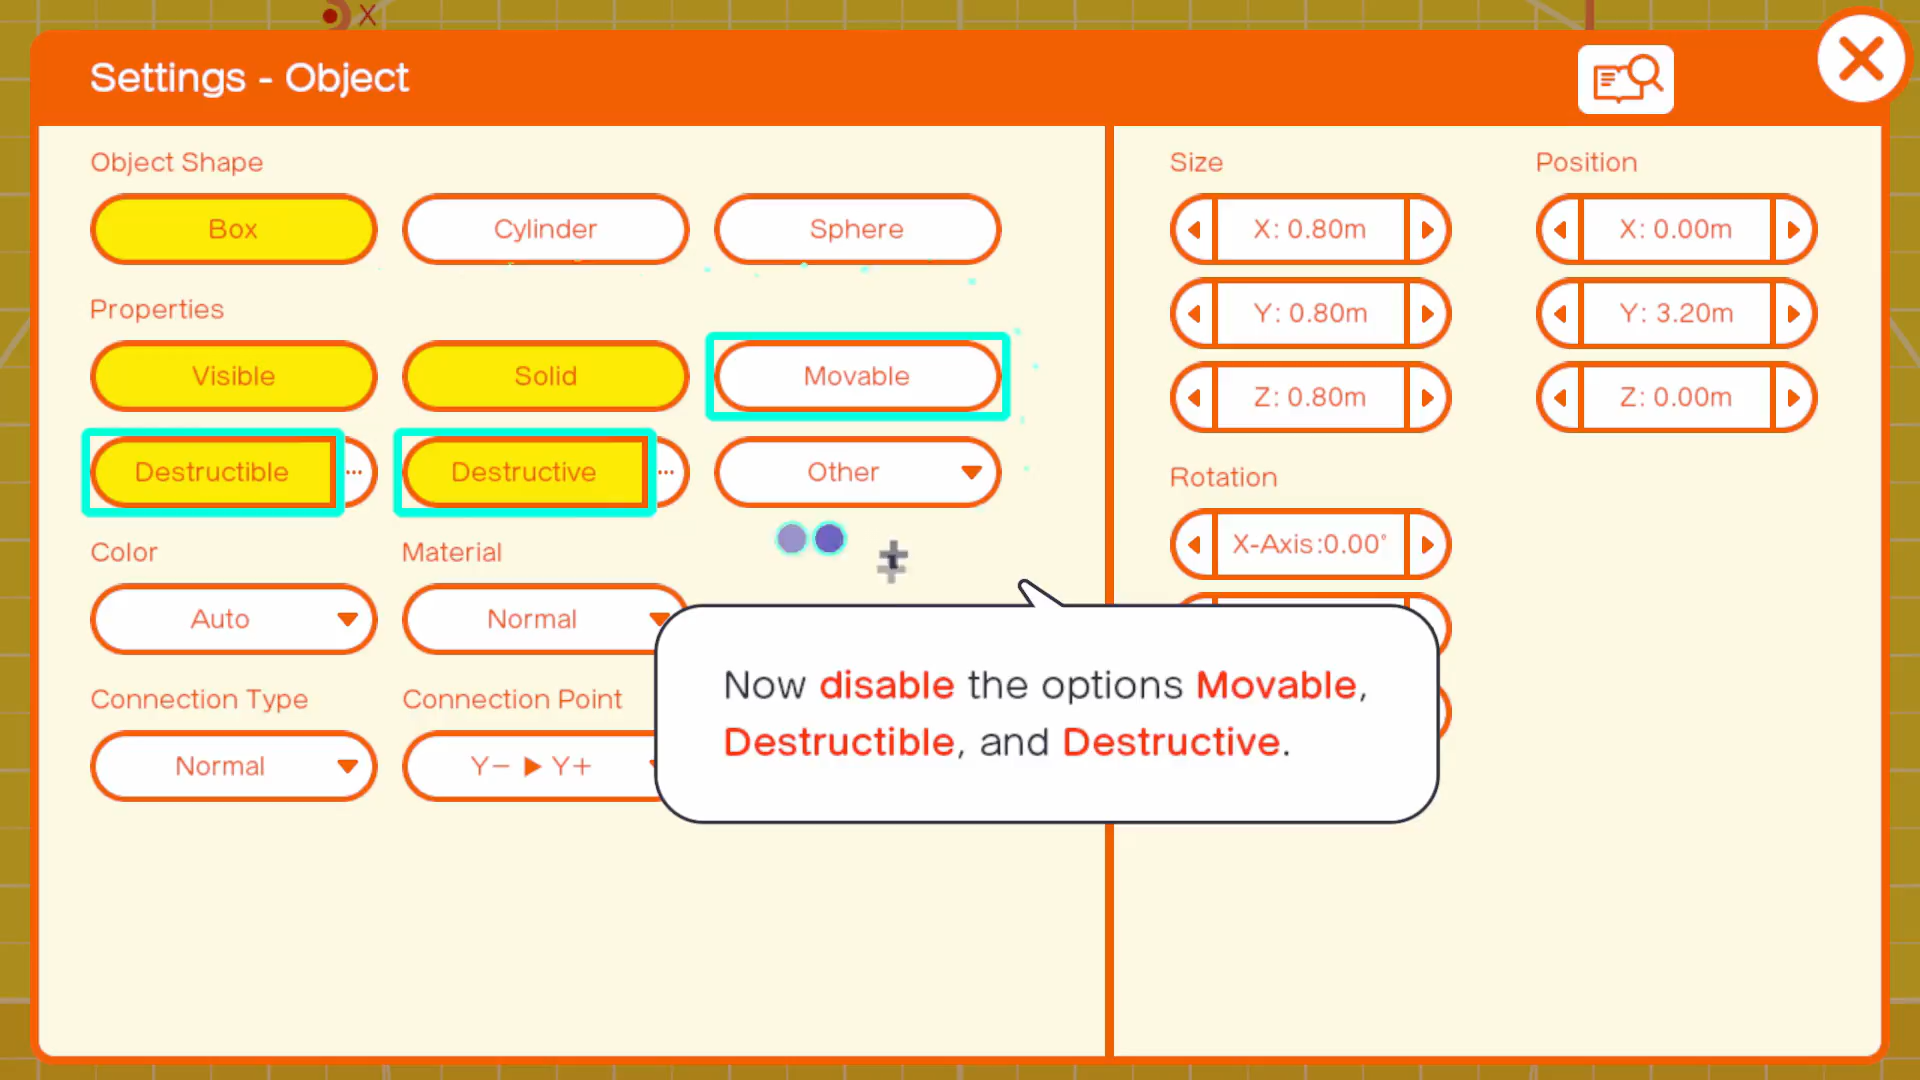 X
Settings - Object
Object Shape
Box
Cylinder
Sphere
Properties
Visible
Solid
Movable
Destructible
...
Destructive
...
Other
Color
Material
Auto
Normal
Connection Type
Connection Point
Normal
Y− ▶ Y+
Size
Position
X: 0.80m
X: 0.00m
Y: 0.80m
Y: 3.20m
Z: 0.80m
Z: 0.00m
Rotation
X-Axis:0.00°
Now disable the options Movable,
Destructible, and Destructive.